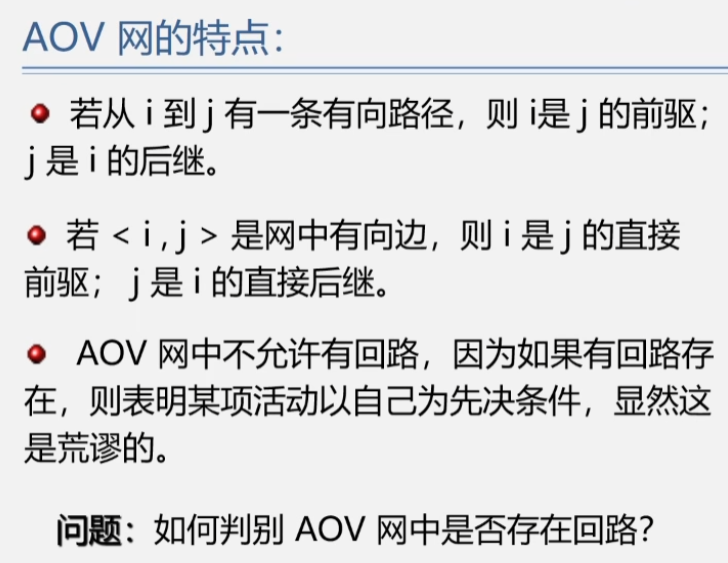 AOV 网的特点：
若从 i 到 j 有一条有向路径，则 i是 j 的前驱；
j 是 i 的后继。
若 < i , j > 是网中有向边，则 i 是 j 的直接
前驱； j 是 i 的直接后继。
AOV 网中不允许有回路，因为如果有回路存
在，则表明某项活动以自己为先决条件，显然这
是荒谬的。
问题：如何判别 AOV 网中是否存在回路？